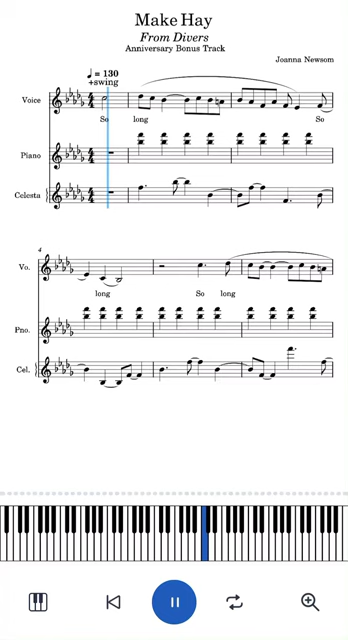 Make Hay
From Divers
Anniversary Bonus Track
Joanna Newsom
♩ = 130
+swing
Voice
So long So
Piano
Celesta
4
Vo.
long So long
Pno.
Cel.